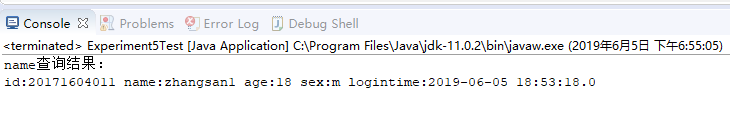 Console Problems Error Log Debug Shell
<terminated> Experiment5Test [Java Application] C:\Program Files\Java\jdk-11.0.2\bin\javaw.exe (2019年6月5日 下午6:55:05)
name查询结果：
id:20171604011 name:zhangsan1 age:18 sex:m logintime:2019-06-05 18:53:18.0